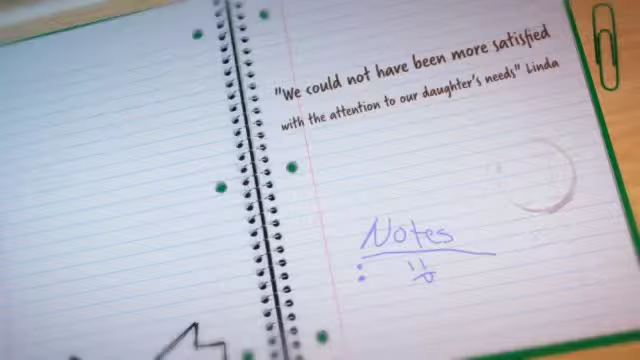 "We could not have been more satisfied
with the attention to our daughter's needs" Linda
Notes